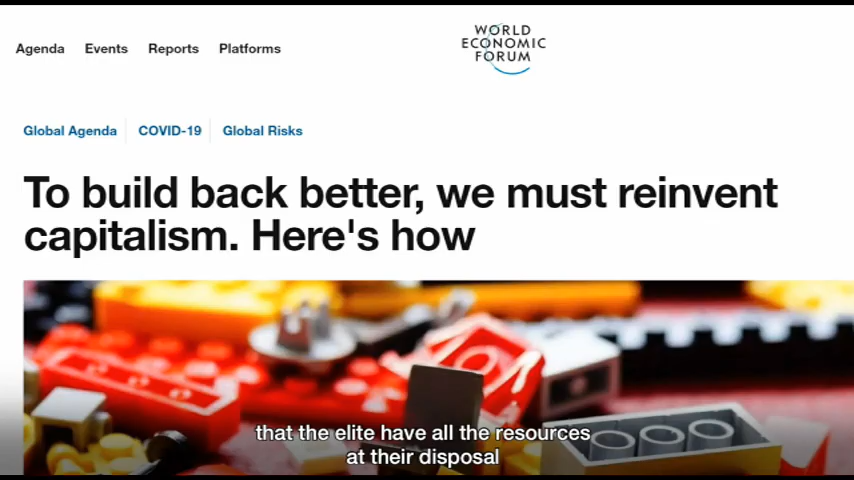 Agenda Events Reports Platforms
WORLD
ECONOMIC
FORUM
Global Agenda COVID-19 Global Risks
To build back better, we must reinvent
capitalism. Here's how
that the elite have all the resources
at their disposal